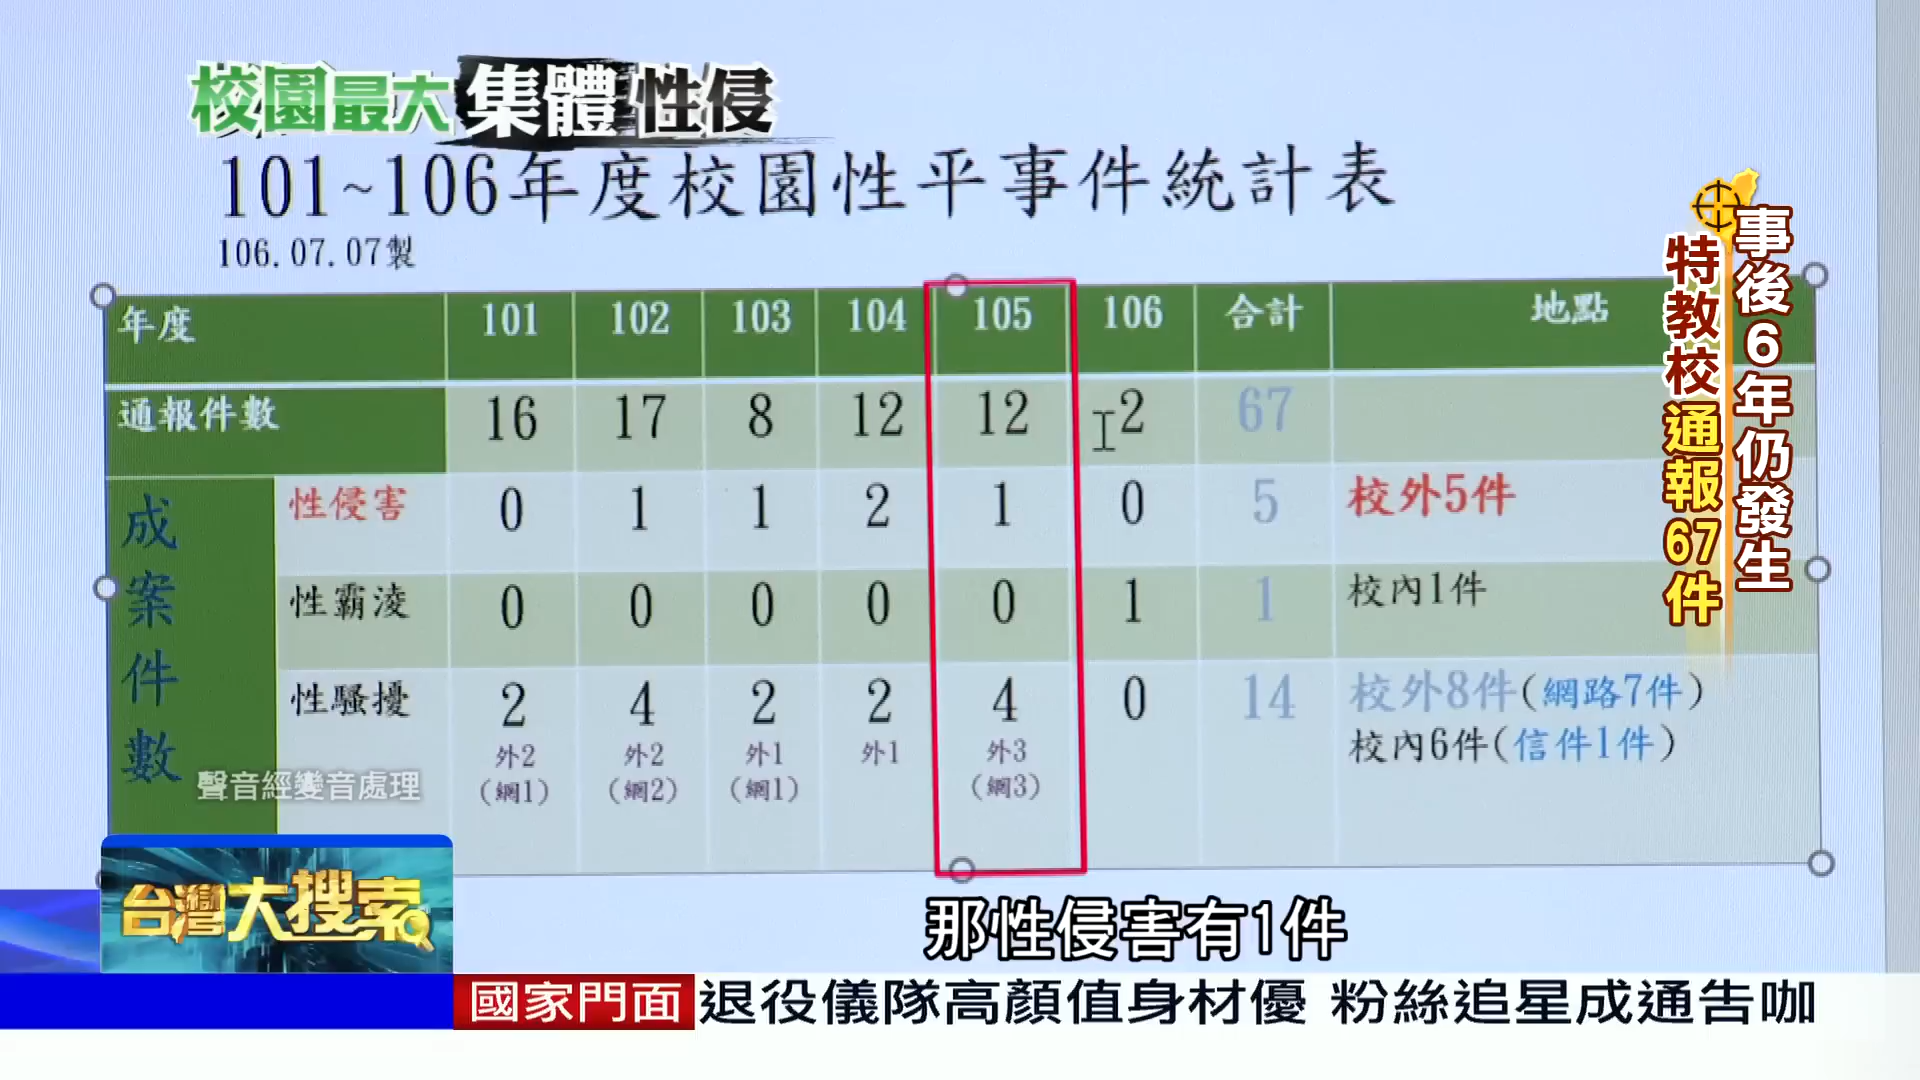 校園最大集體性侵
101~106年度校園性平事件統計表
106.07.07製
年度 101 102 103 104 105 106 合計 地點
通報件數 16 17 8 12 12 2 67
成案件數
性侵害 0 1 1 2 1 0 5 校外5件
性霸淩 0 0 0 0 0 1 1 校內1件
性騷擾 2 4 2 2 4 0 14 校外8件(網路7件)
外2 外2 外1 外1 外3 校內6件(信件1件)
(網1) (網2) (網1) (網3)
事後6年仍發生
特教校通報67件
聲音經變音處理
台灣大搜索
那性侵害有1件
國家門面 退役儀隊高顏值身材優 粉絲追星成通告咖